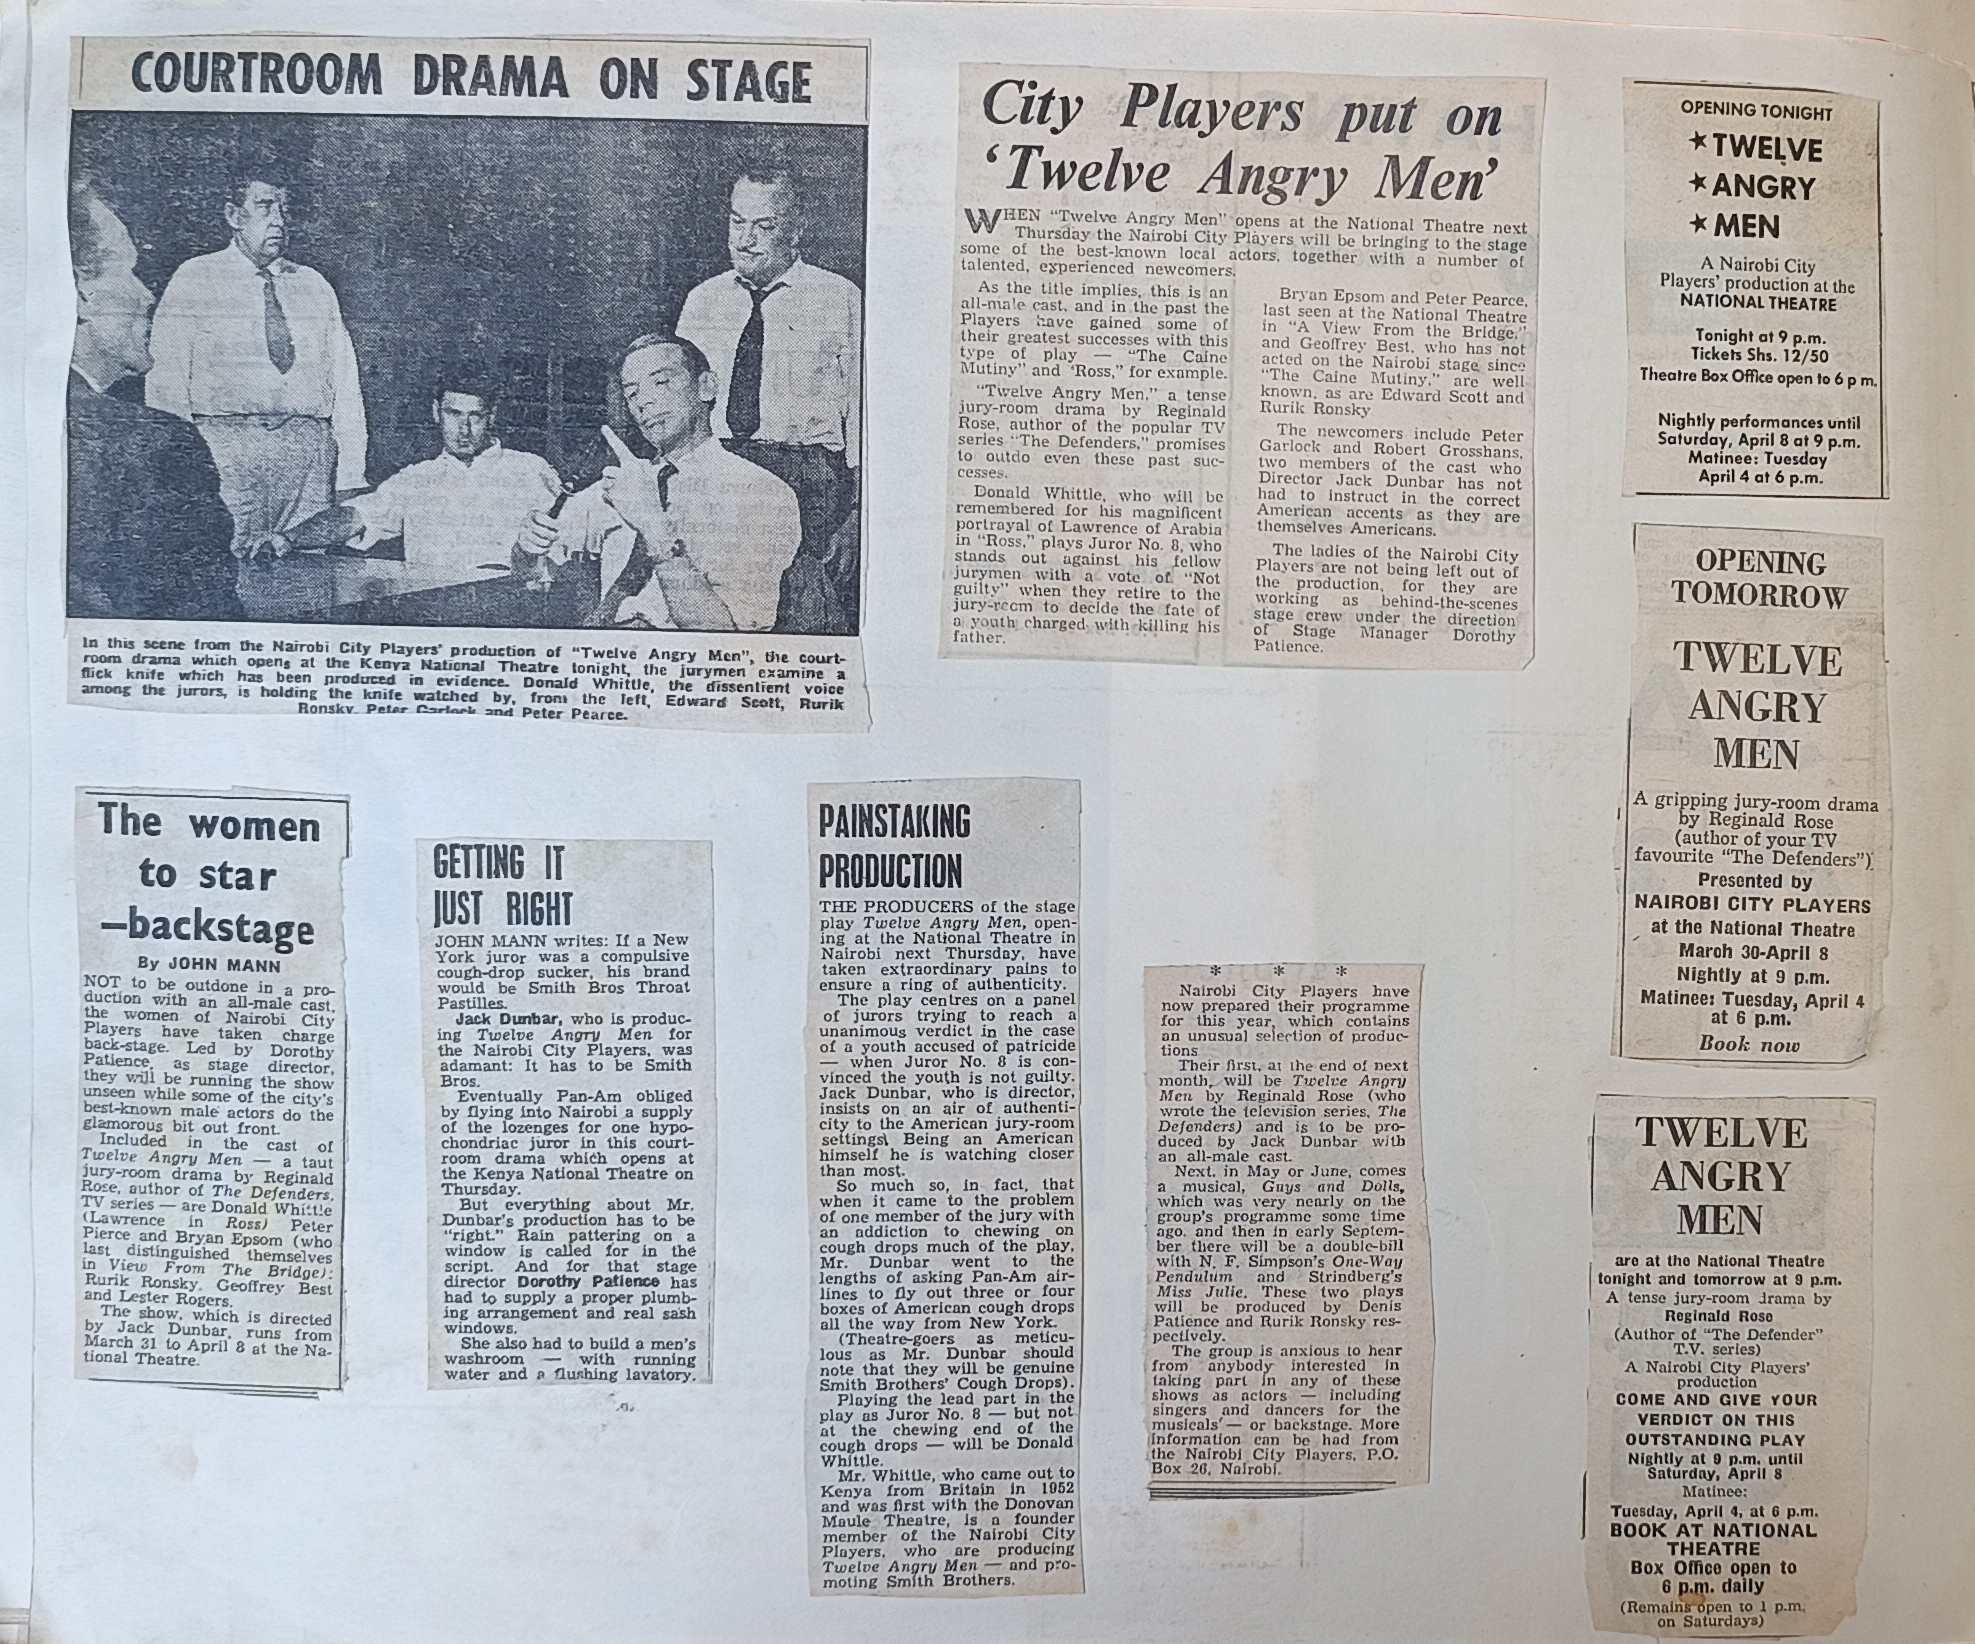 COURTROOM DRAMA ON STAGE
In this scene from the Nairobi City Players' production of "Twelve Angry Men", the court-
room drama which opens at the Kenya National Theatre tonight, the jurymen examine a
flick knife which has been produced in evidence. Donald Whittle, the dissentient voice
among the jurors, is holding the knife watched by, from the left, Edward Scott, Rurik
Ronsky, Peter Garlock and Peter Pearce.
City Players put on
'Twelve Angry Men'
WHEN "Twelve Angry Men" opens at the National Theatre next
Thursday the Nairobi City Players will be bringing to the stage
some of the best-known local actors, together with a number of
talented, experienced newcomers.
As the title implies, this is an
all-male cast, and in the past the
Players have gained some of
their greatest successes with this
type of play — "The Caine
Mutiny" and "Ross," for example.
"Twelve Angry Men," a tense
jury-room drama by Reginald
Rose, author of the popular TV
series "The Defenders," promises
to outdo even these past suc-
cesses.
Donald Whittle, who will be
remembered for his magnificent
portrayal of Lawrence of Arabia
in "Ross," plays Juror No. 8, who
stands out against his fellow
jurymen with a vote of "Not
guilty" when they retire to the
jury-room to decide the fate of
a youth charged with killing his
father.
Bryan Epsom and Peter Pearce,
last seen at the National Theatre
in "A View From the Bridge,"
and Geoffrey Best, who has not
acted on the Nairobi stage since
"The Caine Mutiny," are well
known, as are Edward Scott and
Rurik Ronsky
The newcomers include Peter
Garlock and Robert Grosshans,
two members of the cast who
Director Jack Dunbar has not
had to instruct in the correct
American accents as they are
themselves Americans.
The ladies of the Nairobi City
Players are not being left out of
the production, for they are
working as behind-the-scenes
stage crew under the direction
of Stage Manager Dorothy
Patience.
OPENING TONIGHT
★ TWELVE
★ ANGRY
★ MEN
A Nairobi City
Players' production at the
NATIONAL THEATRE
Tonight at 9 p.m.
Tickets Shs. 12/50
Theatre Box Office open to 6 p m.
Nightly performances until
Saturday, April 8 at 9 p.m.
Matinee: Tuesday
April 4 at 6 p.m.
OPENING
TOMORROW
TWELVE
ANGRY
MEN
A gripping jury-room drama
by Reginald Rose
(author of your TV
favourite "The Defenders")
Presented by
NAIROBI CITY PLAYERS
at the National Theatre
March 30-April 8
Nightly at 9 p.m.
Matinee: Tuesday, April 4
at 6 p.m.
Book now
TWELVE
ANGRY
MEN
are at the National Theatre
tonight and tomorrow at 9 p.m.
A tense jury-room drama by
Reginald Rose
(Author of "The Defender"
T.V. series)
A Nairobi City Players'
production
COME AND GIVE YOUR
VERDICT ON THIS
OUTSTANDING PLAY
Nightly at 9 p.m. until
Saturday, April 8
Matinee:
Tuesday, April 4, at 6 p.m.
BOOK AT NATIONAL
THEATRE
Box Office open to
6 p.m. daily
(Remains open to 1 p.m.
on Saturdays)
The women
to star
—backstage
By JOHN MANN
NOT to be outdone in a pro-
duction with an all-male cast,
the women of Nairobi City
Players have taken charge
back-stage. Led by Dorothy
Patience, as stage director,
they will be running the show
unseen while some of the city's
best-known male actors do the
glamorous bit out front.
Included in the cast of
Twelve Angry Men — a taut
jury-room drama by Reginald
Rose, author of The Defenders,
TV series — are Donald Whittle
(Lawrence in Ross) Peter
Pierce and Bryan Epsom (who
last distinguished themselves
in View From The Bridge):
Rurik Ronsky, Geoffrey Best
and Lester Rogers.
The show, which is directed
by Jack Dunbar, runs from
March 31 to April 8 at the Na-
tional Theatre.
GETTING IT
JUST RIGHT
JOHN MANN writes: If a New
York juror was a compulsive
cough-drop sucker, his brand
would be Smith Bros Throat
Pastilles.
Jack Dunbar, who is produc-
ing Twelve Angry Men for
the Nairobi City Players, was
adamant: It has to be Smith
Bros.
Eventually Pan-Am obliged
by flying into Nairobi a supply
of the lozenges for one hypo-
chondriac juror in this court-
room drama which opens at
the Kenya National Theatre on
Thursday.
But everything about Mr.
Dunbar's production has to be
"right." Rain pattering on a
window is called for in the
script. And for that stage
director Dorothy Patience has
had to supply a proper plumb-
ing arrangement and real sash
windows.
She also had to build a men's
washroom — with running
water and a flushing lavatory.
PAINSTAKING
PRODUCTION
THE PRODUCERS of the stage
play Twelve Angry Men, open-
ing at the National Theatre in
Nairobi next Thursday, have
taken extraordinary pains to
ensure a ring of authenticity.
The play centres on a panel
of jurors trying to reach a
unanimous verdict in the case
of a youth accused of patricide
— when Juror No. 8 is con-
vinced the youth is not guilty.
Jack Dunbar, who is director,
insists on an air of authenti-
city to the American jury-room
settings. Being an American
himself he is watching closer
than most.
So much so, in fact, that
when it came to the problem
of one member of the jury with
an addiction to chewing on
cough drops much of the play,
Mr. Dunbar went to the
lengths of asking Pan-Am air-
lines to fly out three or four
boxes of American cough drops
all the way from New York.
(Theatre-goers as meticu-
lous as Mr. Dunbar should
note that they will be genuine
Smith Brothers' Cough Drops).
Playing the lead part in the
play as Juror No. 8 — but not
at the chewing end of the
cough drops — will be Donald
Whittle.
Mr. Whittle, who came out to
Kenya from Britain in 1952
and was first with the Donovan
Maule Theatre, is a founder
member of the Nairobi City
Players, who are producing
Twelve Angry Men — and pro-
moting Smith Brothers.
* * *
Nairobi City Players have
now prepared their programme
for this year, which contains
an unusual selection of produc-
tions
Their first, at the end of next
month, will be Twelve Angry
Men by Reginald Rose (who
wrote the television series, The
Defenders) and is to be pro-
duced by Jack Dunbar with
an all-male cast.
Next, in May or June, comes
a musical, Guys and Dolls,
which was very nearly on the
group's programme some time
ago, and then in early Septem-
ber there will be a double-bill
with N. F. Simpson's One-Way
Pendulum and Strindberg's
Miss Julie. These two plays
will be produced by Denis
Patience and Rurik Ronsky res-
pectively.
The group is anxious to hear
from anybody interested in
taking part in any of these
shows as actors — including
singers and dancers for the
musicals — or backstage. More
information can be had from
the Nairobi City Players, P.O.
Box 26, Nairobi.